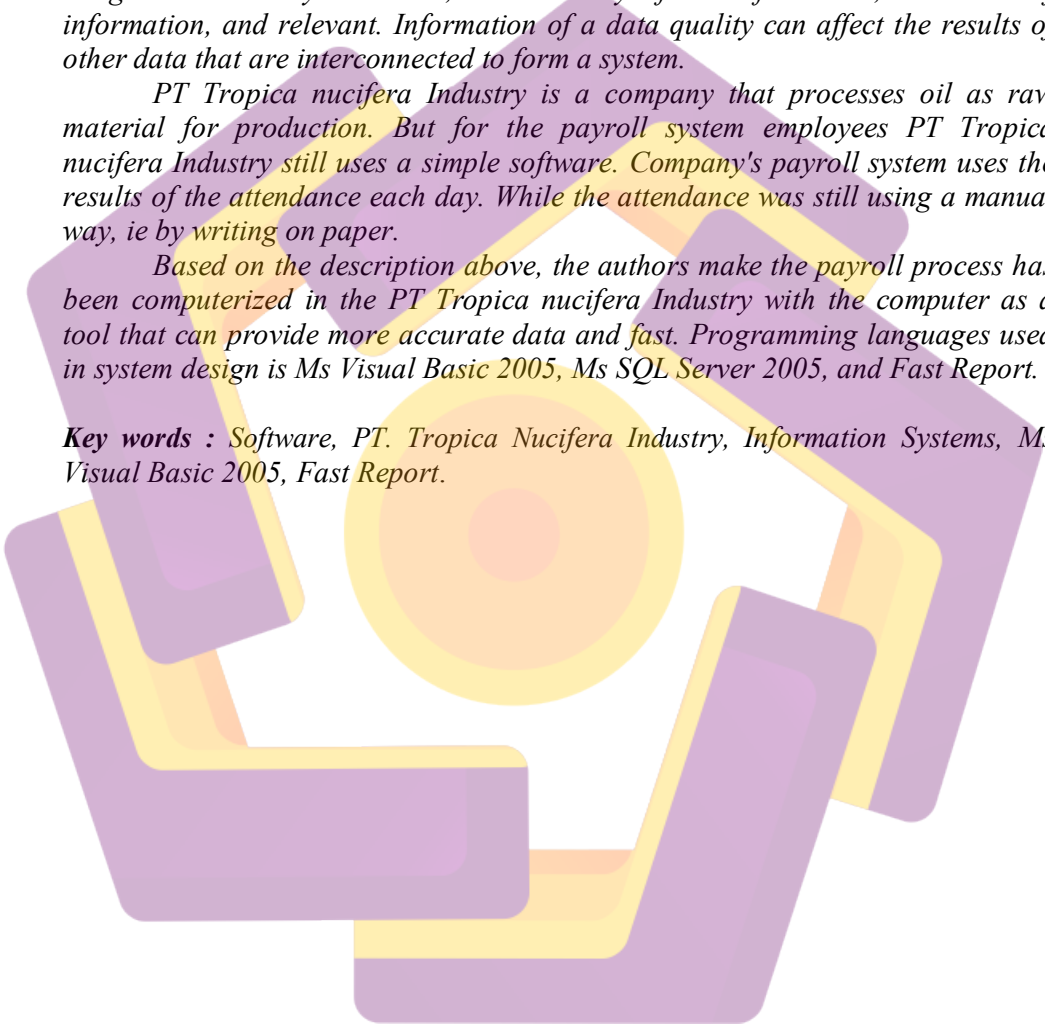 information, and relevant. Information of a data quality can affect the results of
other data that are interconnected to form a system.
PT Tropica nucifera Industry is a company that processes oil as raw
material for production. But for the payroll system employees PT Tropica
nucifera Industry still uses a simple software. Company's payroll system uses the
results of the attendance each day. While the attendance was still using a manual
way, ie by writing on paper.
Based on the description above, the authors make the payroll process has
been computerized in the PT Tropica nucifera Industry with the computer as a
tool that can provide more accurate data and fast. Programming languages used
in system design is Ms Visual Basic 2005, Ms SQL Server 2005, and Fast Report.
Key words : Software, PT. Tropica Nucifera Industry, Information Systems, Ms
Visual Basic 2005, Fast Report.